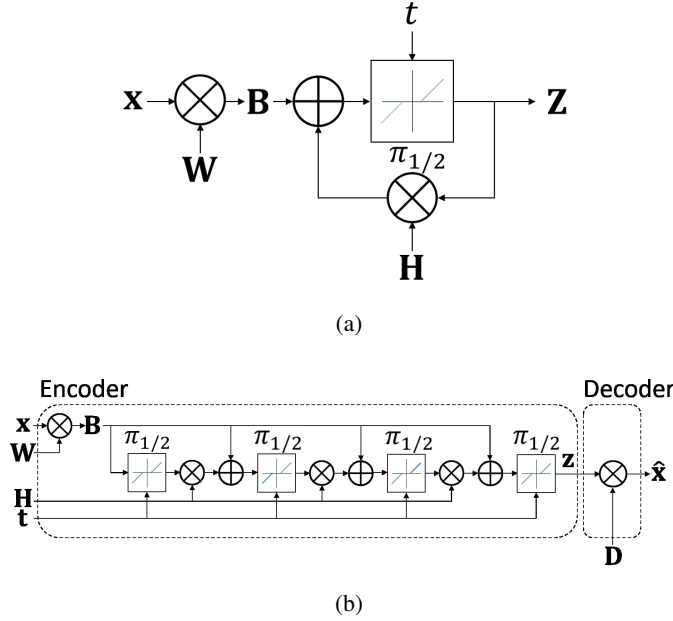 t
x B Z
W
π1/2
H
(a)
Encoder Decoder
x B π1/2 π1/2 π1/2 π1/2
W z x̂
H
t
D
(b)